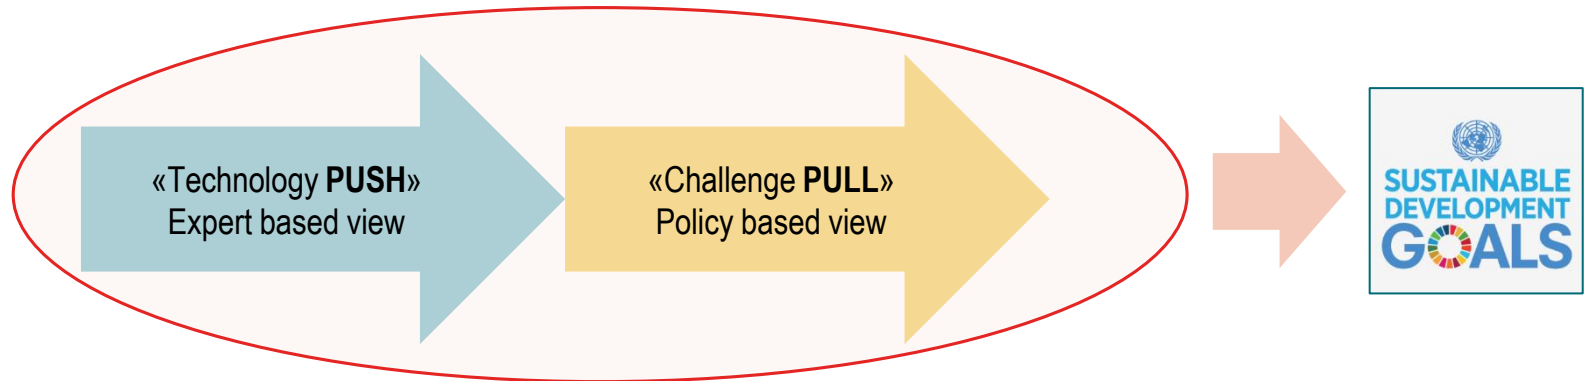 «Technology PUSH»
Expert based view
«Challenge PULL»
Policy based view
SUSTAINABLE
DEVELOPMENT
GOALS